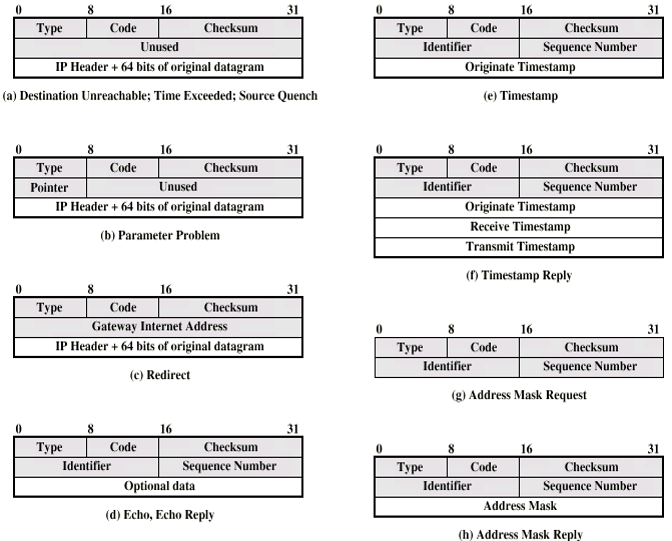 0 8 16 31
Type Code Checksum
Unused
IP Header + 64 bits of original datagram
(a) Destination Unreachable; Time Exceeded; Source Quench
0 8 16 31
Type Code Checksum
Pointer Unused
IP Header + 64 bits of original datagram
(b) Parameter Problem
0 8 16 31
Type Code Checksum
Gateway Internet Address
IP Header + 64 bits of original datagram
(c) Redirect
0 8 16 31
Type Code Checksum
Identifier Sequence Number
Optional data
(d) Echo, Echo Reply
0 8 16 31
Type Code Checksum
Identifier Sequence Number
Originate Timestamp
(e) Timestamp
0 8 16 31
Type Code Checksum
Identifier Sequence Number
Originate Timestamp
Receive Timestamp
Transmit Timestamp
(f) Timestamp Reply
0 8 16 31
Type Code Checksum
Identifier Sequence Number
(g) Address Mask Request
0 8 16 31
Type Code Checksum
Identifier Sequence Number
Address Mask
(h) Address Mask Reply